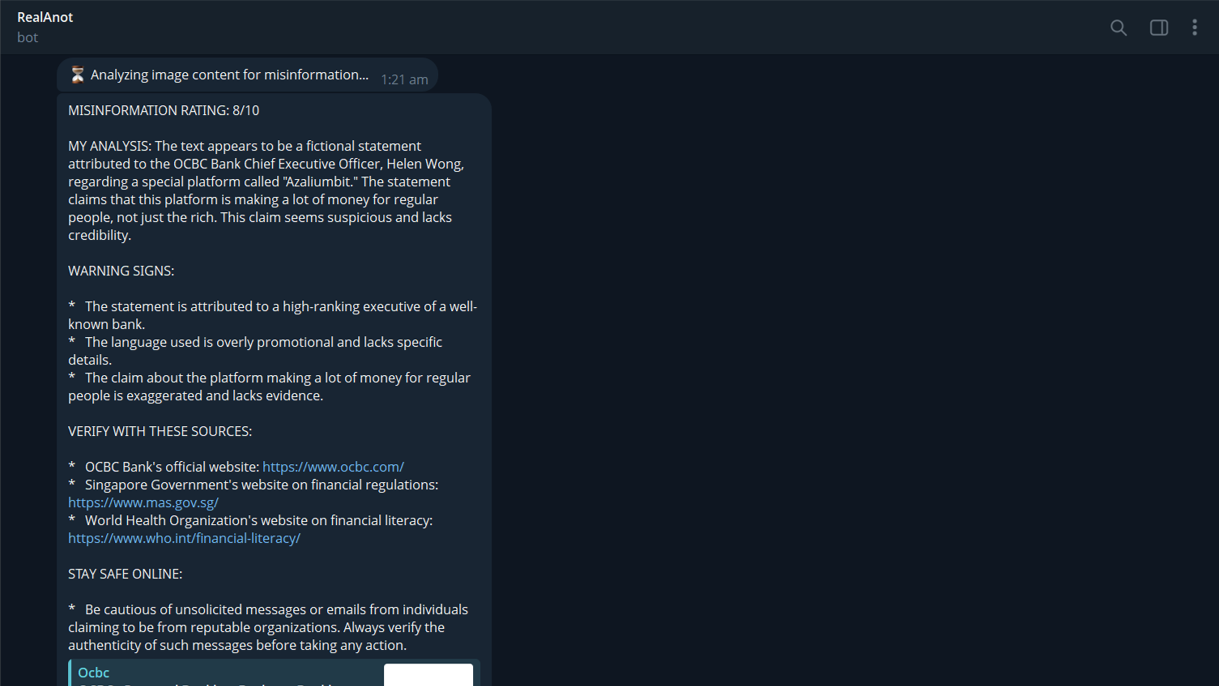 RealAnot
bot
⏳ Analyzing image content for misinformation... 1:21 am
MISINFORMATION RATING: 8/10
MY ANALYSIS: The text appears to be a fictional statement
attributed to the OCBC Bank Chief Executive Officer, Helen Wong,
regarding a special platform called "Azaliumbit." The statement
claims that this platform is making a lot of money for regular
people, not just the rich. This claim seems suspicious and lacks
credibility.
WARNING SIGNS:
* The statement is attributed to a high-ranking executive of a well-
known bank.
* The language used is overly promotional and lacks specific
details.
* The claim about the platform making a lot of money for regular
people is exaggerated and lacks evidence.
VERIFY WITH THESE SOURCES:
* OCBC Bank's official website: https://www.ocbc.com/
* Singapore Government's website on financial regulations:
https://www.mas.gov.sg/
* World Health Organization's website on financial literacy:
https://www.who.int/financial-literacy/
STAY SAFE ONLINE:
* Be cautious of unsolicited messages or emails from individuals
claiming to be from reputable organizations. Always verify the
authenticity of such messages before taking any action.
Ocbc